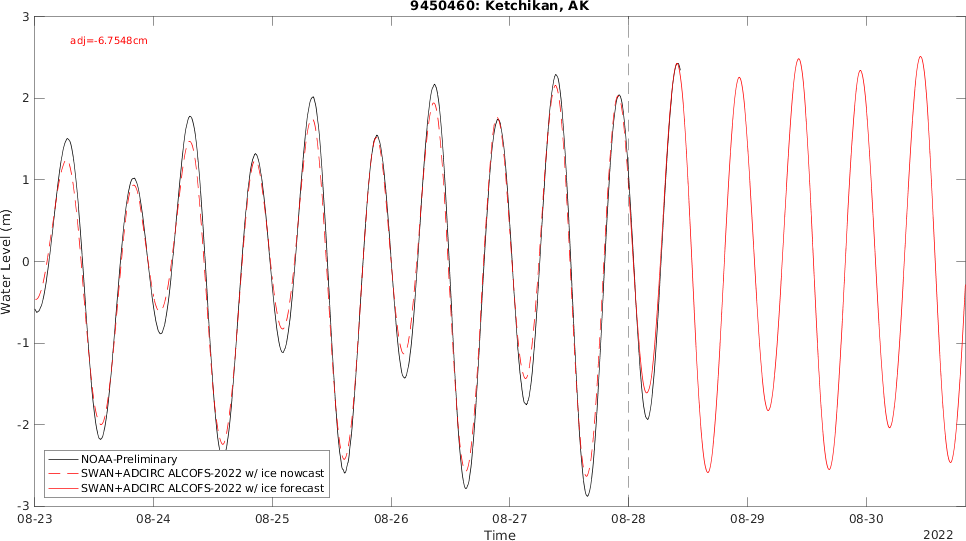 9450460: Ketchikan, AK
adj=-6.7548cm
3
2
1
0
-1
-2
-3
Water Level (m)
NOAA-Preliminary
SWAN+ADCIRC ALCOFS-2022 w/ ice nowcast
SWAN+ADCIRC ALCOFS-2022 w/ ice forecast
08-23 08-24 08-25 08-26 08-27 08-28 08-29 08-30
Time
2022